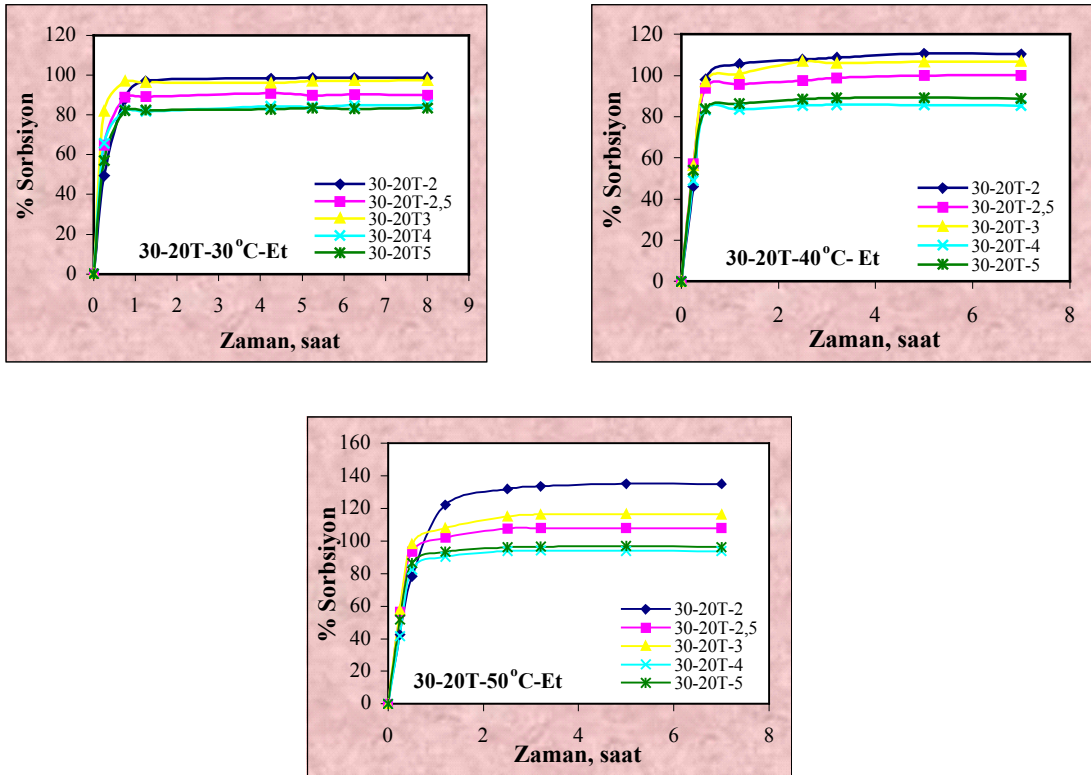 120
100
80
60
40
20
0
% Sorbsiyon
30-20T-2
30-20T-2,5
30-20T3
30-20T4
30-20T5
30-20T-30 °C-Et
0 1 2 3 4 5 6 7 8 9
Zaman, saat
120
100
80
60
40
20
0
% Sorbsiyon
30-20T-2
30-20T-2,5
30-20T-3
30-20T-4
30-20T-5
30-20T-40°C- Et
0 2 4 6 8
Zaman, saat
160
140
120
100
80
60
40
20
0
% Sorbsiyon
30-20T-2
30-20T-2,5
30-20T-3
30-20T-4
30-20T-5
30-20T-50°C-Et
0 2 4 6 8
Zaman, saat